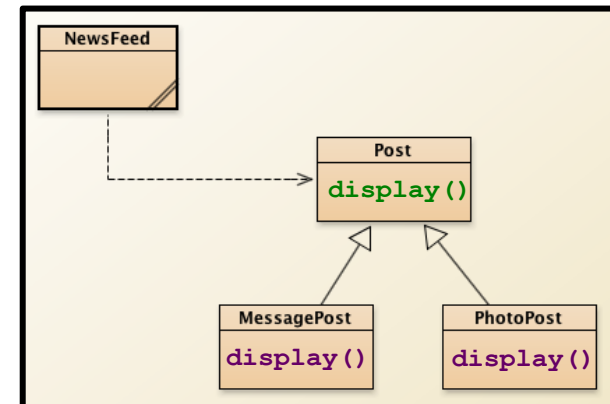 NewsFeed
Post
display()
MessagePost
display()
PhotoPost
display()